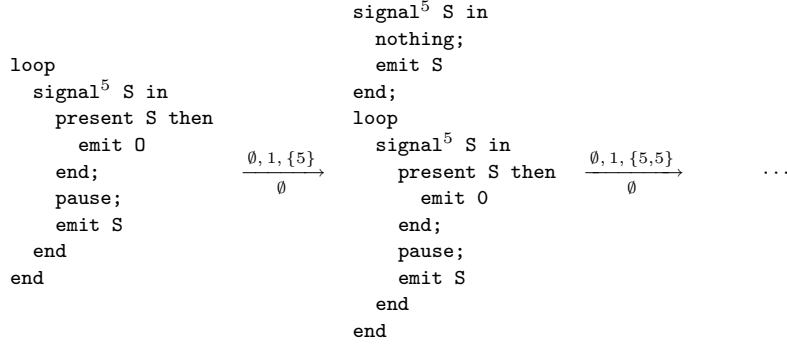 loop
  signal⁵ S in
    present S then
      emit O
    end;
    pause;
    emit S
  end
end
∅, 1, {5}
∅
signal⁵ S in
  nothing;
  emit S
end;
loop
  signal⁵ S in
    present S then
      emit O
    end;
    pause;
    emit S
  end
end
∅, 1, {5,5}
∅
···